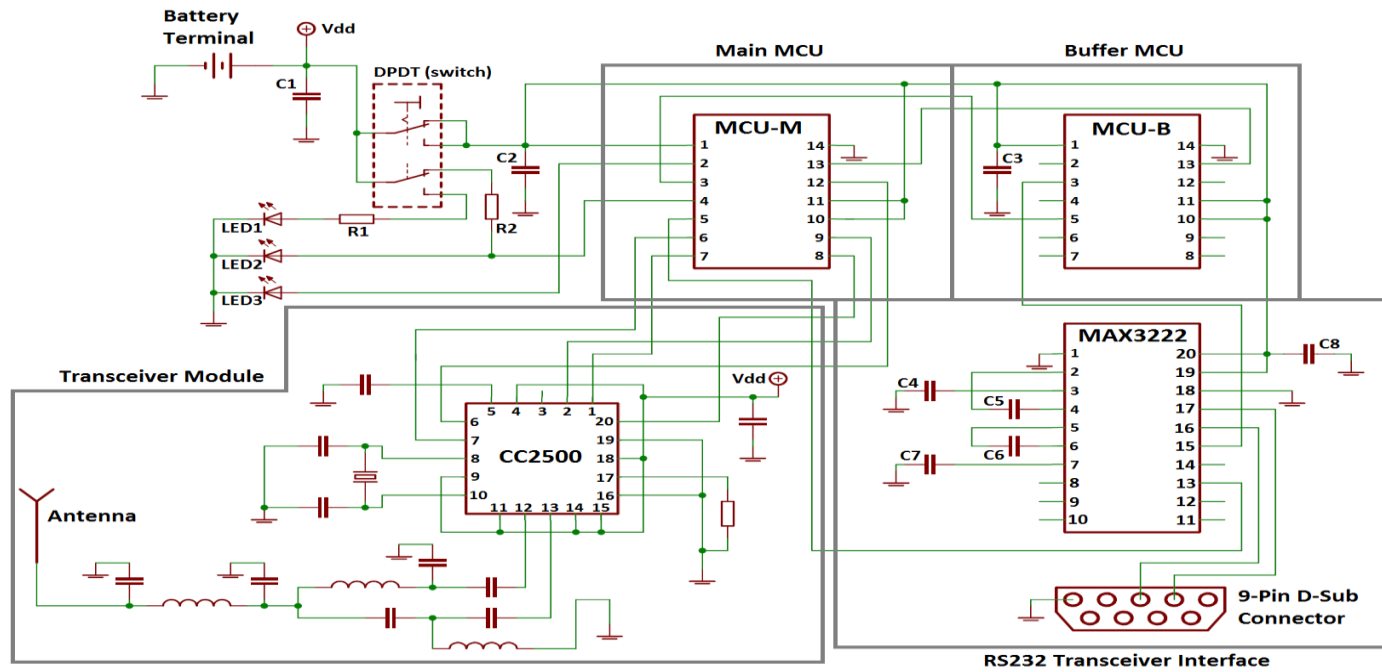 Battery
Terminal
Vdd
C1
DPDT (switch)
C2
LED1
R1
R2
LED2
LED3
Main MCU
MCU-M
1 14
2 13
3 12
4 11
5 10
6 9
7 8
Buffer MCU
C3
MCU-B
1 14
2 13
3 12
4 11
5 10
6 9
7 8
Transceiver Module
Vdd
5 4 3 2 1
6 20
7 19
8 18
9 17
10 16
CC2500
11 12 13 14 15
Antenna
MAX3222
1 20
2 19
3 18
4 17
5 16
6 15
7 14
8 13
9 12
10 11
C4
C5
C6
C7
C8
9-Pin D-Sub
Connector
RS232 Transceiver Interface